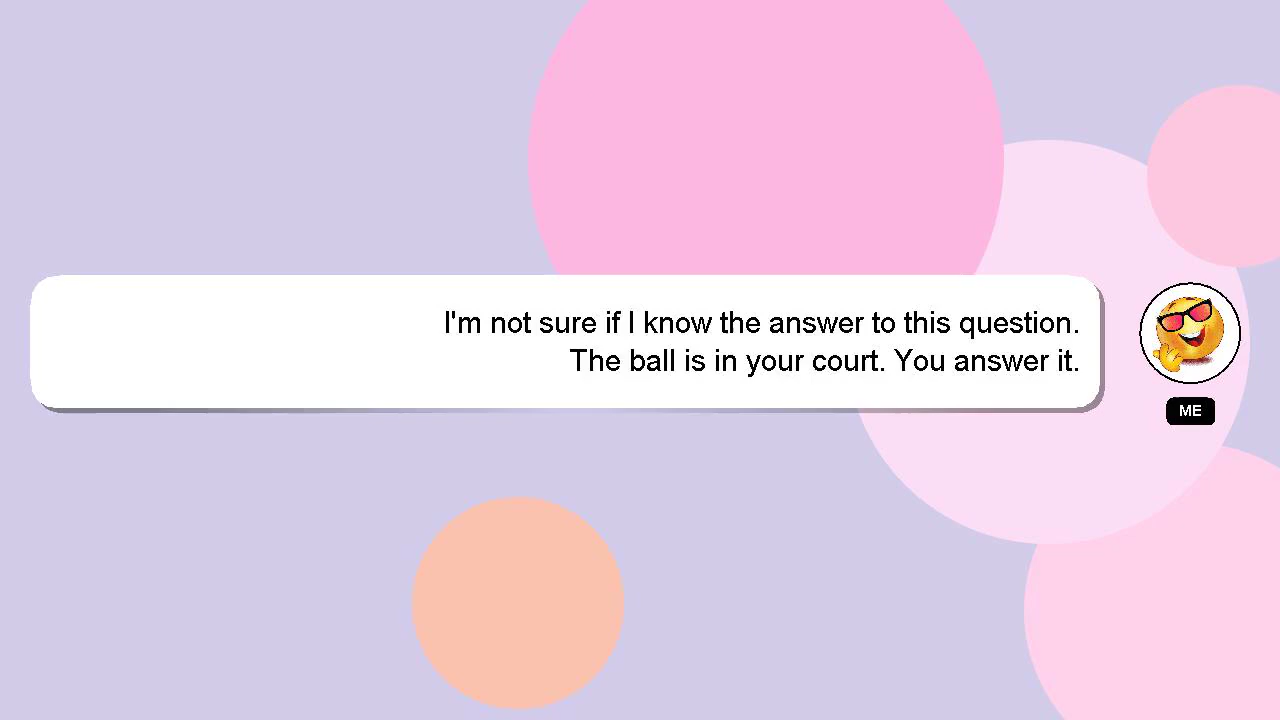 I'm not sure if I know the answer to this question.
The ball is in your court. You answer it.
ME